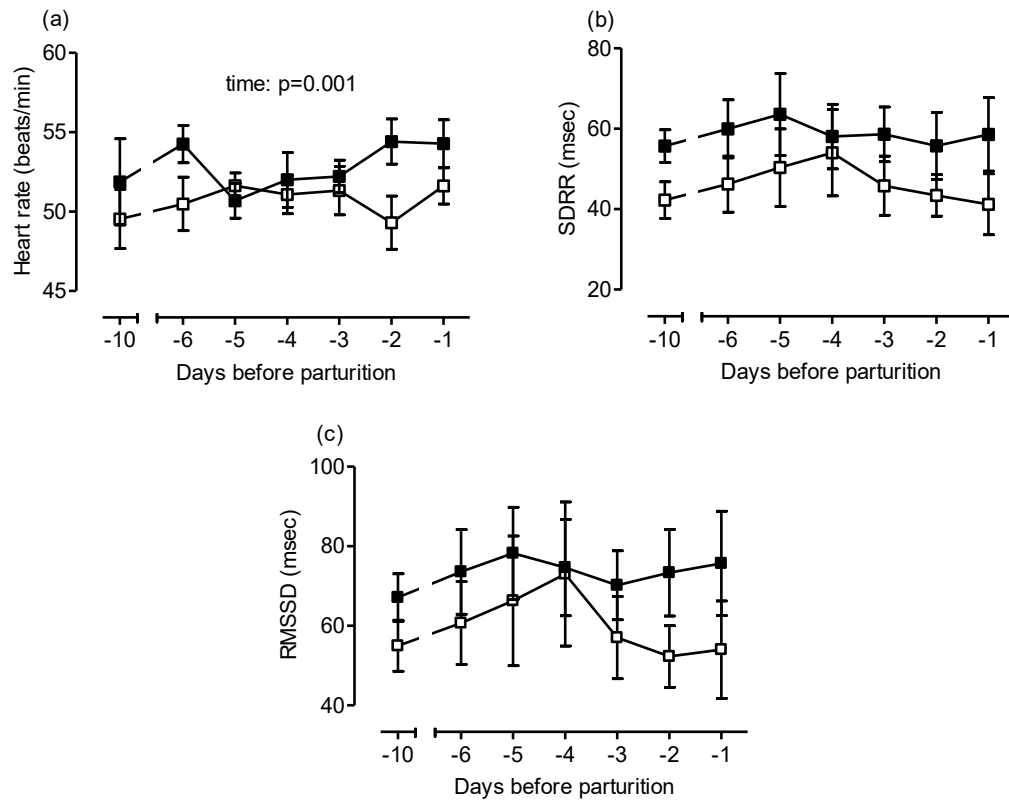 (a)
60
55
50
45
Heart rate (beats/min)
time: p=0.001
-10 -6 -5 -4 -3 -2 -1
Days before parturition
(b)
80
60
40
20
SDRR (msec)
-10 -6 -5 -4 -3 -2 -1
Days before parturition
(c)
100
80
60
40
RMSSD (msec)
-10 -6 -5 -4 -3 -2 -1
Days before parturition